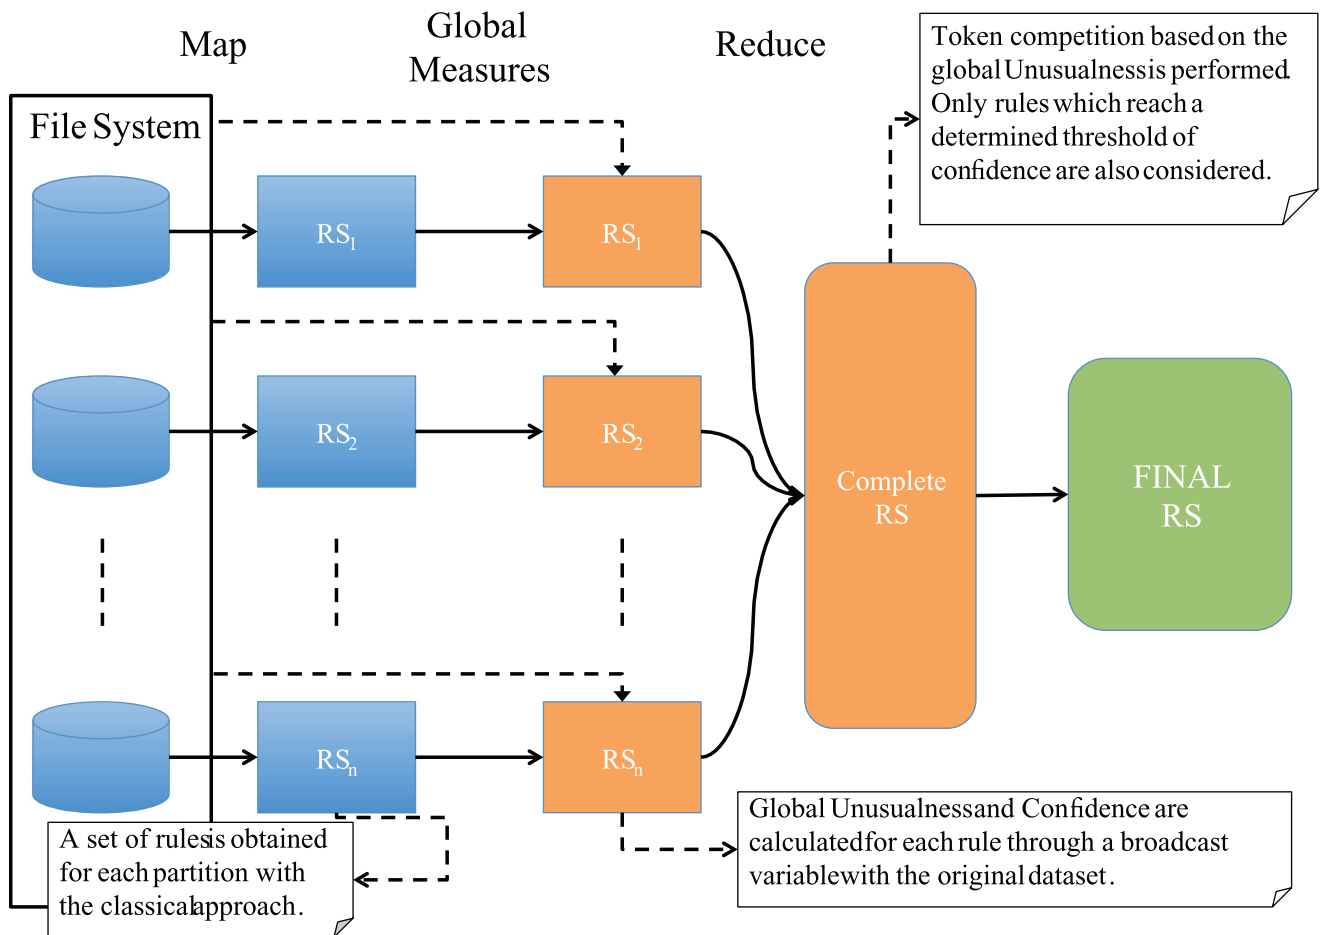 Map
Global
Measures
Reduce
Token competition based on the
global Unusualness is performed.
Only rules which reach a
determined threshold of
confidence are also considered.
File System
RS1
RS1
RS2
RS2
Complete
RS
FINAL
RS
RSn
RSn
A set of rules is obtained
for each partition with
the classical approach.
Global Unusualness and Confidence are
calculated for each rule through a broadcast
variable with the original dataset.